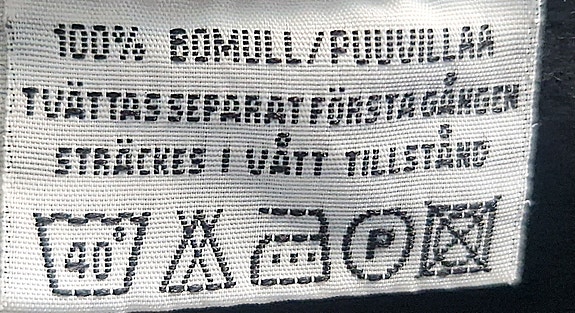 100% BOMULL/PUUVILLAA
TVÄTTAS SEPARAT FÖRSTA GÅNGEN
STRÄCKES I VÅTT TILLSTÅND
40° P